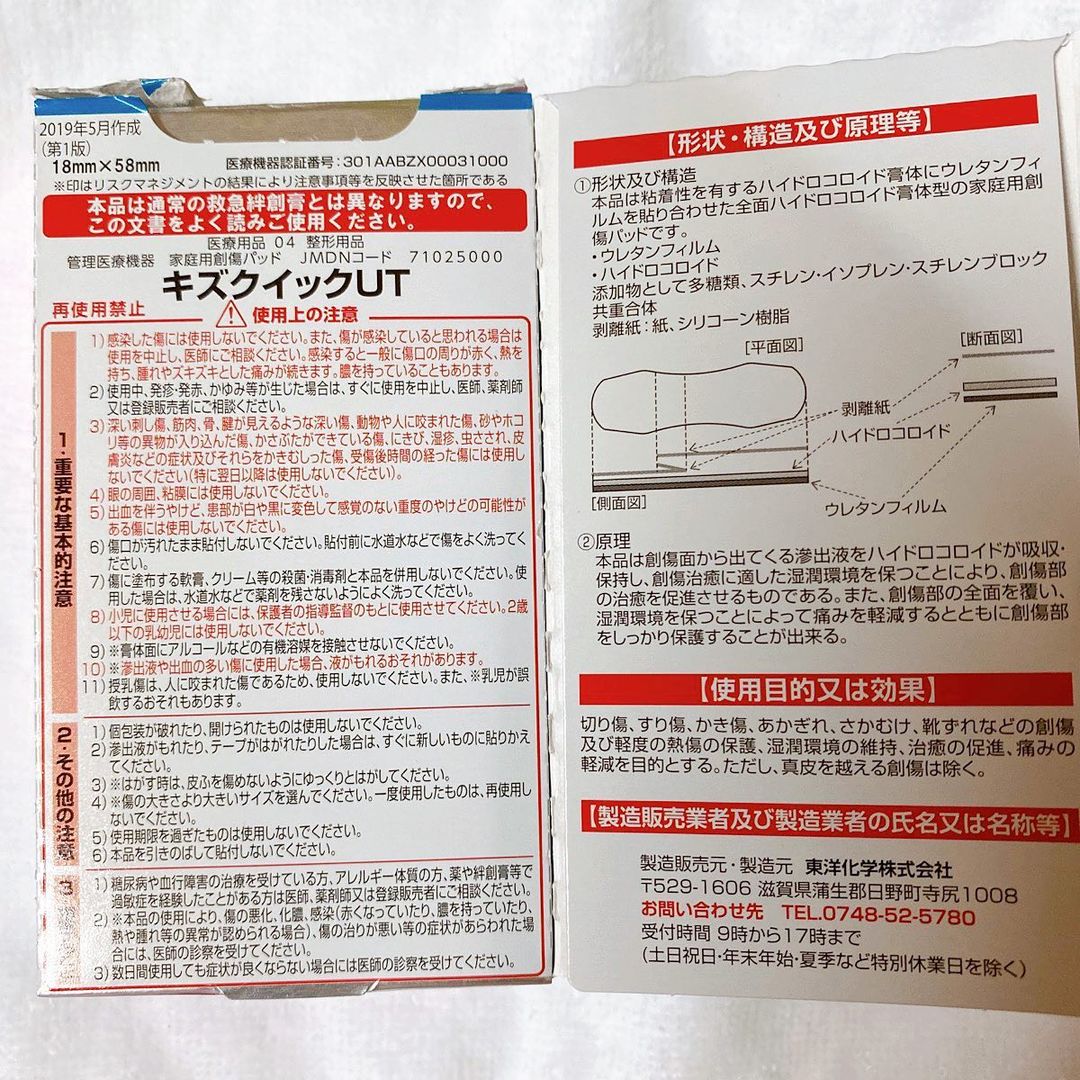 2019年5月作成
(第1版)
18mm×58mm
医療機器認証番号:301AABZX00031000
※印はリスクマネジメントの結果により注意事項等を反映させた箇所である
本品は通常の救急絆創膏とは異なりますので、
この文書をよく読みご使用ください。
医療用品 04 整形用品
管理医療機器 家庭用創傷パッド JMDNコード 71025000
キズクイックUT
再使用禁止
使用上の注意
1・重要な基本的注意
1)感染した傷には使用しないでください。また、傷が感染していると思われる場合は
使用を中止し、医師にご相談ください。感染すると一般に傷口の周りが赤く、熱を
持ち、腫れやズキズキとした痛みが続きます。膿を持っていることもあります。
2)使用中、発疹・発赤、かゆみ等が生じた場合は、すぐに使用を中止し、医師、薬剤師
又は登録販売者にご相談ください。
3)深い刺し傷、筋肉、骨、腱が見えるような深い傷、動物や人に咬まれた傷、砂やホコ
リ等の異物が入り込んだ傷、かさぶたができている傷、にきび、湿疹、虫さされ、皮
膚炎などの症状及びそれらをかきむしった傷、受傷後時間の経った傷には使用し
ないでください(特に翌日以降は使用しないでください)。
4)眼の周囲、粘膜には使用しないでください。
5)出血を伴うやけど、患部が白や黒に変色して感覚のない重度のやけどの可能性が
ある傷には使用しないでください。
6)傷口が汚れたまま貼付しないでください。貼付前に水道水などで傷をよく洗ってく
ださい。
7)傷に塗布する軟膏、クリーム等の殺菌・消毒剤と本品を併用しないでください。使
用した場合は、水道水などで薬剤を残さないようによく洗ってください。
8)小児に使用させる場合には、保護者の指導監督のもとに使用させてください。2歳
以下の乳幼児には使用しないでください。
9)※膏体面にアルコールなどの有機溶媒を接触させないでください。
10)※滲出液や出血の多い傷に使用した場合、液がもれるおそれがあります。
11)授乳傷は、人に咬まれた傷であるため、使用しないでください。また、※乳児が誤
飲するおそれもあります。
2・その他の注意
1)個包装が破れたり、開けられたものは使用しないでください。
2)滲出液がもれたり、テープがはがれたりした場合は、すぐに新しいものに貼りかえ
てください。
3)※はがす時は、皮ふを傷めないようにゆっくりとはがしてください。
4)※傷の大きさより大きいサイズを選んでください。一度使用したものは、再使用し
ないでください。
5)使用期限を過ぎたものは使用しないでください。
6)本品を引きのばして貼付しないでください。
3
1)糖尿病や血行障害の治療を受けている方、アレルギー体質の方、薬や絆創膏等で
過敏症を経験したことがある方は医師、薬剤師又は登録販売者にご相談ください。
2)※本品の使用により、傷の悪化、化膿、感染(赤くなっていたり、膿を持っていたり、
熱や腫れ等の異常が認められる場合)、傷の治りが悪い等の症状があらわれた場
合には、医師の診察を受けてください。
3)数日間使用しても症状が良くならない場合には医師の診察を受けてください。
【形状・構造及び原理等】
①形状及び構造
本品は粘着性を有するハイドロコロイド膏体にウレタンフィ
ルムを貼り合わせた全面ハイドロコロイド膏体型の家庭用創
傷パッドです。
・ウレタンフィルム
・ハイドロコロイド
添加物として多糖類、スチレン・イソプレン・スチレンブロック
共重合体
剥離紙:紙、シリコーン樹脂
[平面図]
[断面図]
剥離紙
ハイドロコロイド
[側面図]
ウレタンフィルム
②原理
本品は創傷面から出てくる滲出液をハイドロコロイドが吸収・
保持し、創傷治癒に適した湿潤環境を保つことにより、創傷部
の治癒を促進させるものである。また、創傷部の全面を覆い、
湿潤環境を保つことによって痛みを軽減するとともに創傷部
をしっかり保護することが出来る。
【使用目的又は効果】
切り傷、すり傷、かき傷、あかぎれ、さかむけ、靴ずれなどの創傷
及び軽度の熱傷の保護、湿潤環境の維持、治癒の促進、痛みの
軽減を目的とする。ただし、真皮を越える創傷は除く。
【製造販売業者及び製造業者の氏名又は名称等】
製造販売元・製造元 東洋化学株式会社
〒529-1606 滋賀県蒲生郡日野町寺尻1008
お問い合わせ先 TEL.0748-52-5780
受付時間 9時から17時まで
(土日祝日・年末年始・夏季など特別休業日を除く)